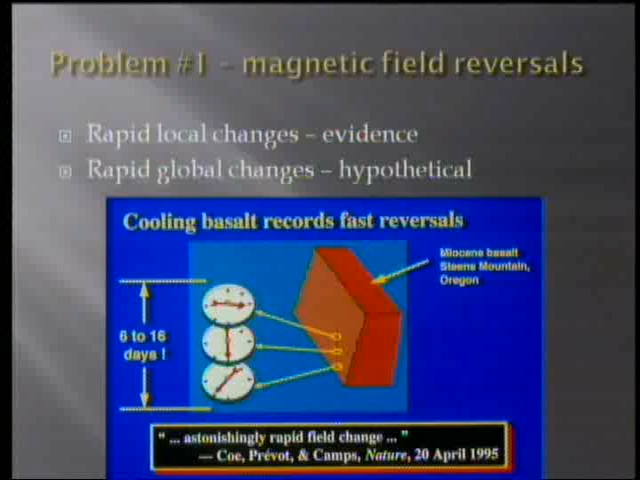 Problem #1 – magnetic field reversals
Rapid local changes – evidence
Rapid global changes – hypothetical
Cooling basalt records fast reversals
Miocene basalt
Steens Mountain,
Oregon
6 to 16
days !
“ ... astonishingly rapid field change ... ”
— Coe, Prévot, & Camps, Nature, 20 April 1995